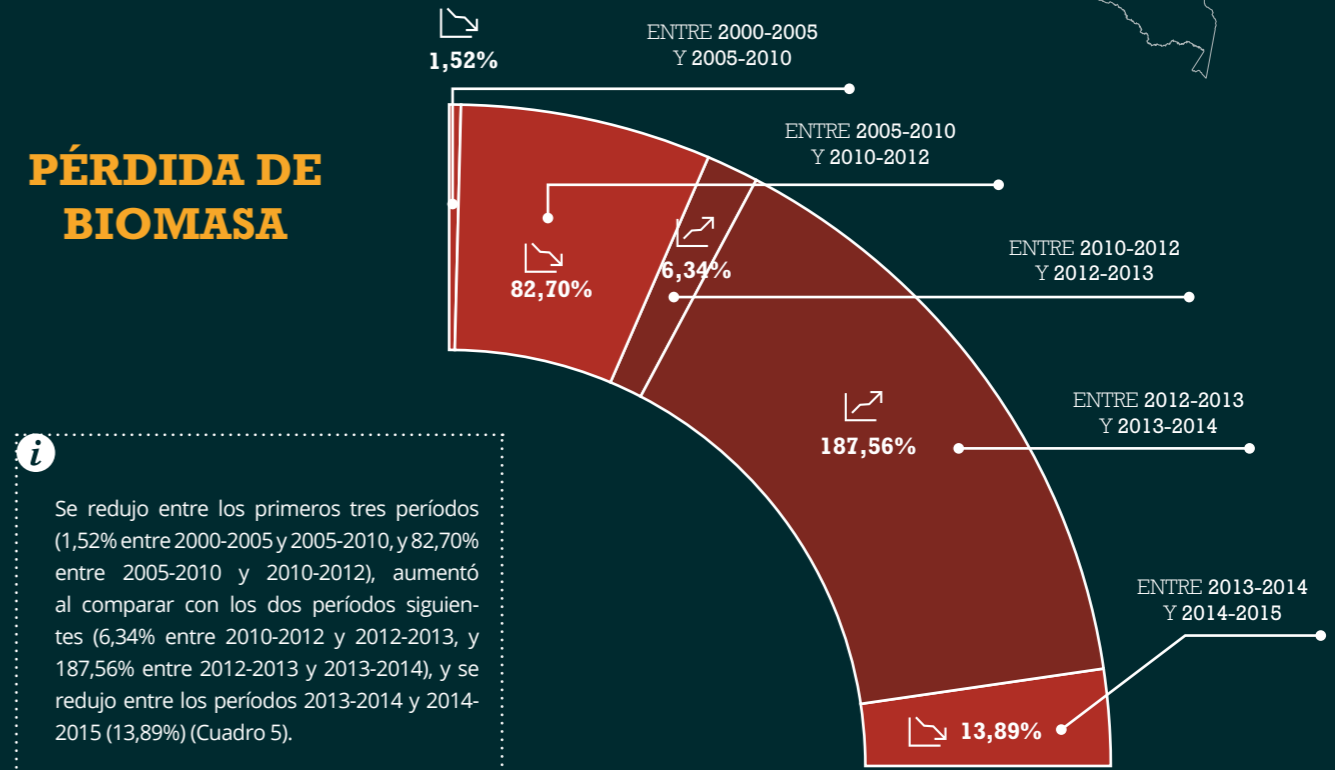 1,52%
ENTRE 2000-2005
Y 2005-2010
PÉRDIDA DE
BIOMASA
ENTRE 2005-2010
Y 2010-2012
82,70%
6,34%
ENTRE 2010-2012
Y 2012-2013
187,56%
ENTRE 2012-2013
Y 2013-2014
i
Se redujo entre los primeros tres períodos
(1,52% entre 2000-2005 y 2005-2010, y 82,70%
entre 2005-2010 y 2010-2012), aumentó
al comparar con los dos períodos siguien-
tes (6,34% entre 2010-2012 y 2012-2013, y
187,56% entre 2012-2013 y 2013-2014), y se
redujo entre los períodos 2013-2014 y 2014-
2015 (13,89%) (Cuadro 5).
ENTRE 2013-2014
Y 2014-2015
13,89%